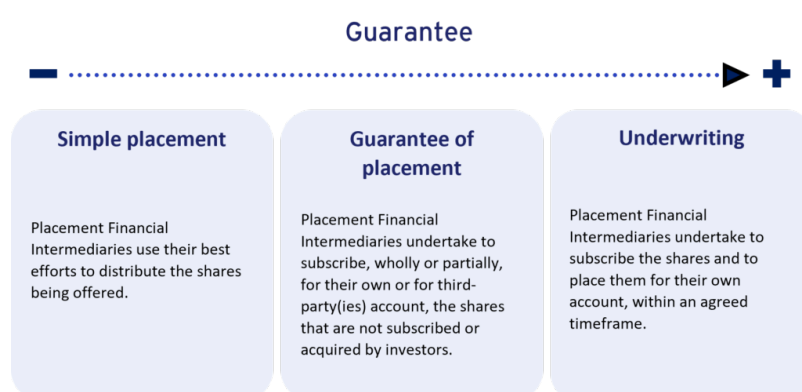 Guarantee
Simple placement
Placement Financial
Intermediaries use their best
efforts to distribute the shares
being offered.
Guarantee of
placement
Placement Financial
Intermediaries undertake to
subscribe, wholly or partially,
for their own or for third-
party(ies) account, the shares
that are not subscribed or
acquired by investors.
Underwriting
Placement Financial
Intermediaries undertake to
subscribe the shares and to
place them for their own
account, within an agreed
timeframe.